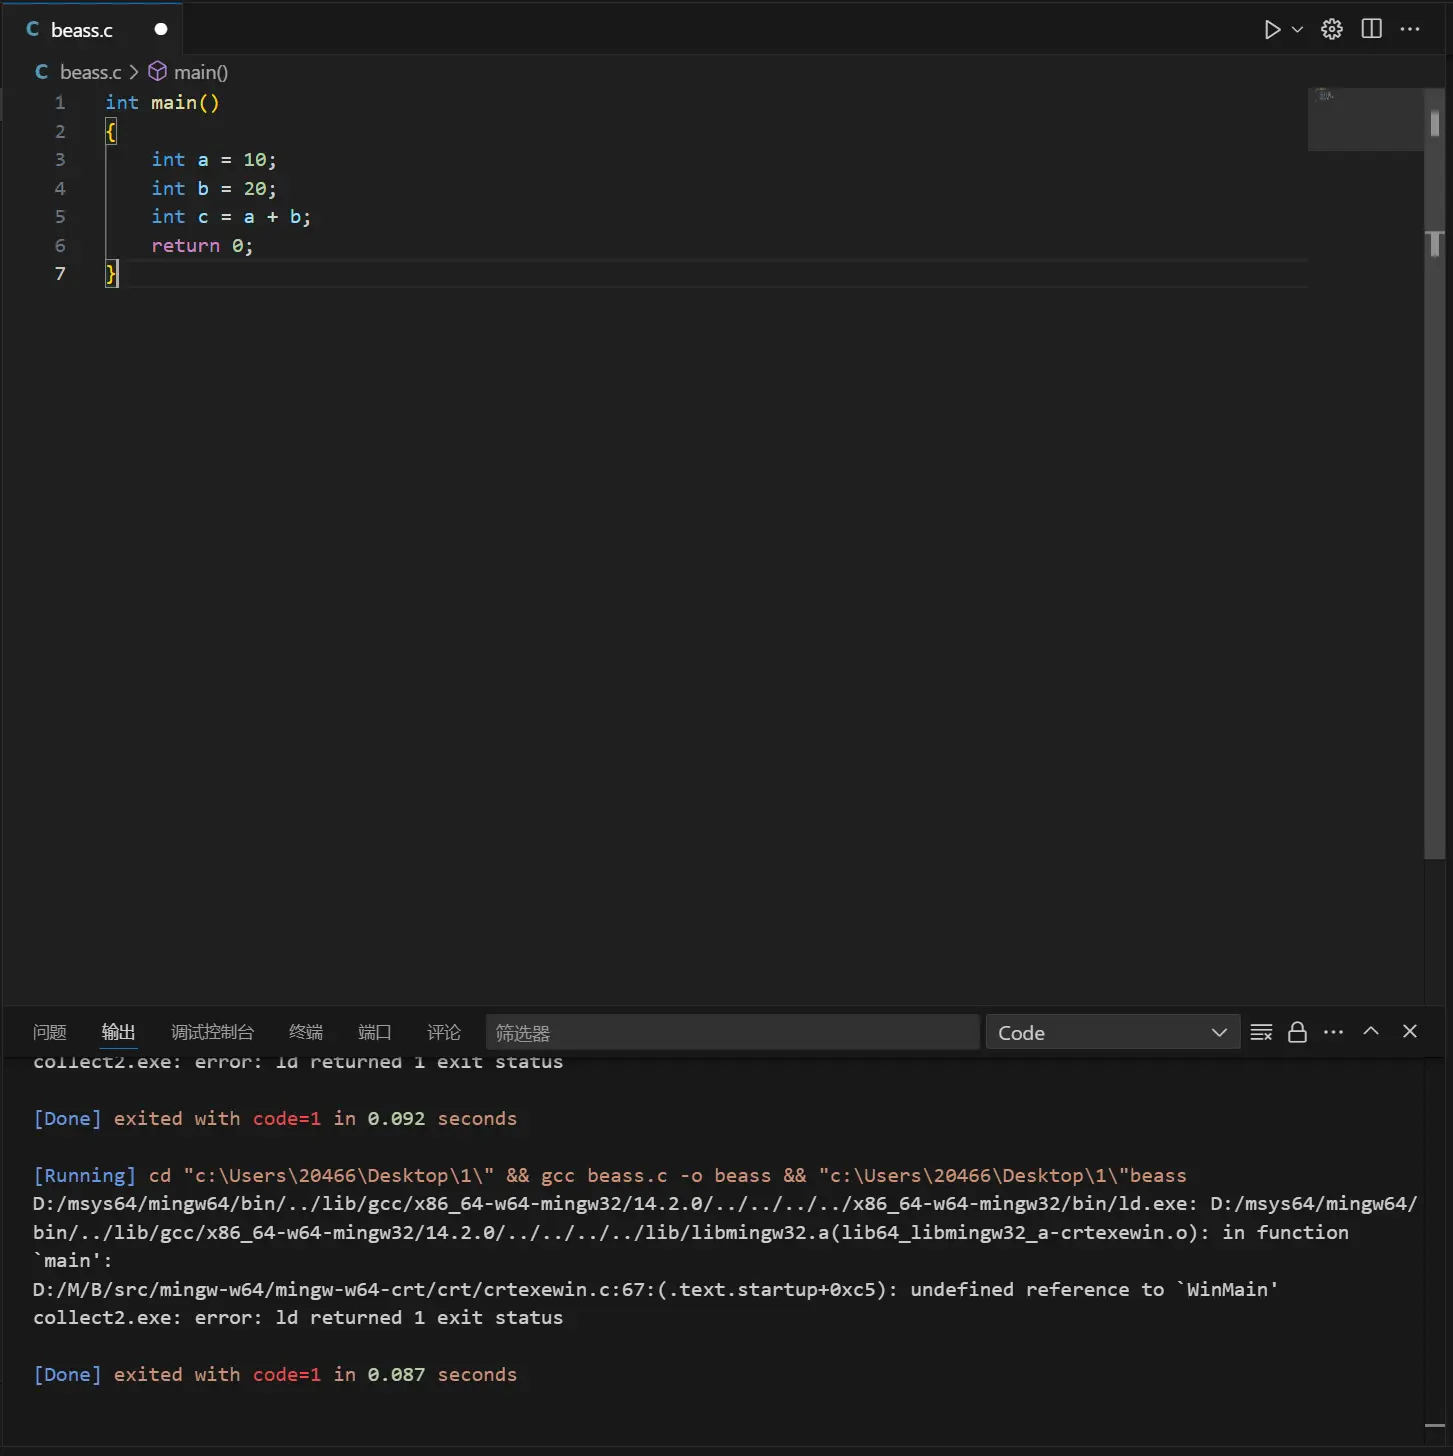 C beass.c
C beass.c > main()
1 int main()
2 {
3     int a = 10;
4     int b = 20;
5     int c = a + b;
6     return 0;
7 }
问题 输出 调试控制台 终端 端口 评论 筛选器 Code
collect2.exe: error: ld returned 1 exit status
[Done] exited with code=1 in 0.092 seconds
[Running] cd "c:\Users\20466\Desktop\1\" && gcc beass.c -o beass && "c:\Users\20466\Desktop\1\"beass
D:/msys64/mingw64/bin/../lib/gcc/x86_64-w64-mingw32/14.2.0/../../../../x86_64-w64-mingw32/bin/ld.exe: D:/msys64/mingw64/
bin/../lib/gcc/x86_64-w64-mingw32/14.2.0/../../../../lib/libmingw32.a(lib64_libmingw32_a-crtexewin.o): in function
`main':
D:/M/B/src/mingw-w64/mingw-w64-crt/crt/crtexewin.c:67:(.text.startup+0xc5): undefined reference to `WinMain'
collect2.exe: error: ld returned 1 exit status
[Done] exited with code=1 in 0.087 seconds